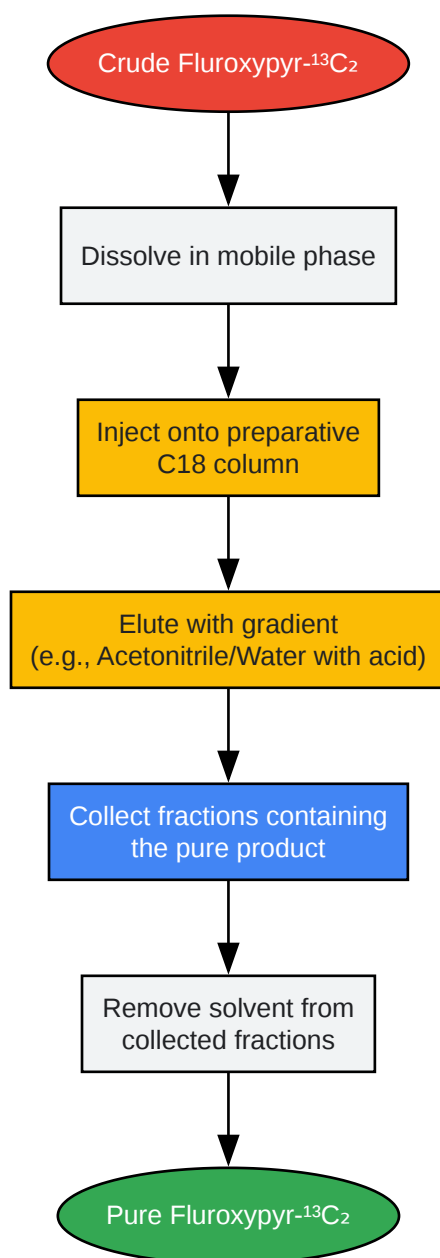 Crude Fluroxypyr-¹³C₂
Dissolve in mobile phase
Inject onto preparative
C18 column
Elute with gradient
(e.g., Acetonitrile/Water with acid)
Collect fractions containing
the pure product
Remove solvent from
collected fractions
Pure Fluroxypyr-¹³C₂